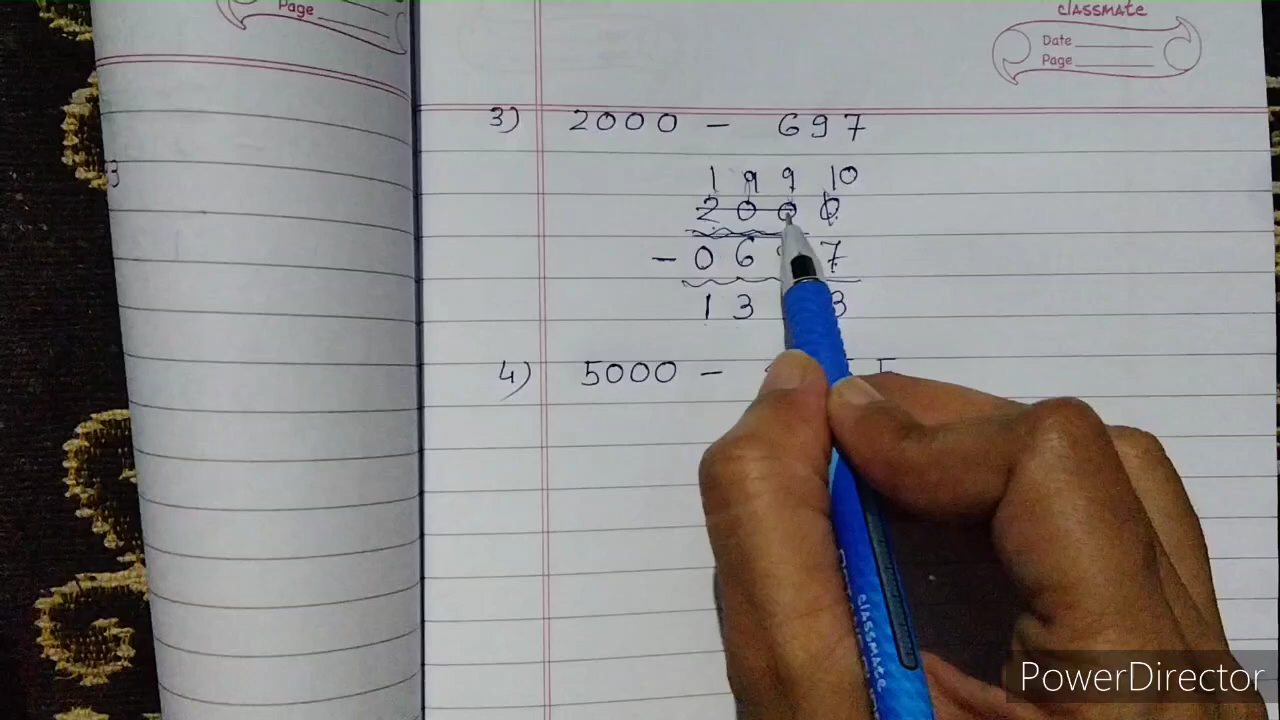 Page
classmate
Date
Page
3) 2000 - 697
1 9 9 10
2 0 0 0
- 0 6 7
1 3 3
4) 5000 -
classmate
PowerDirector